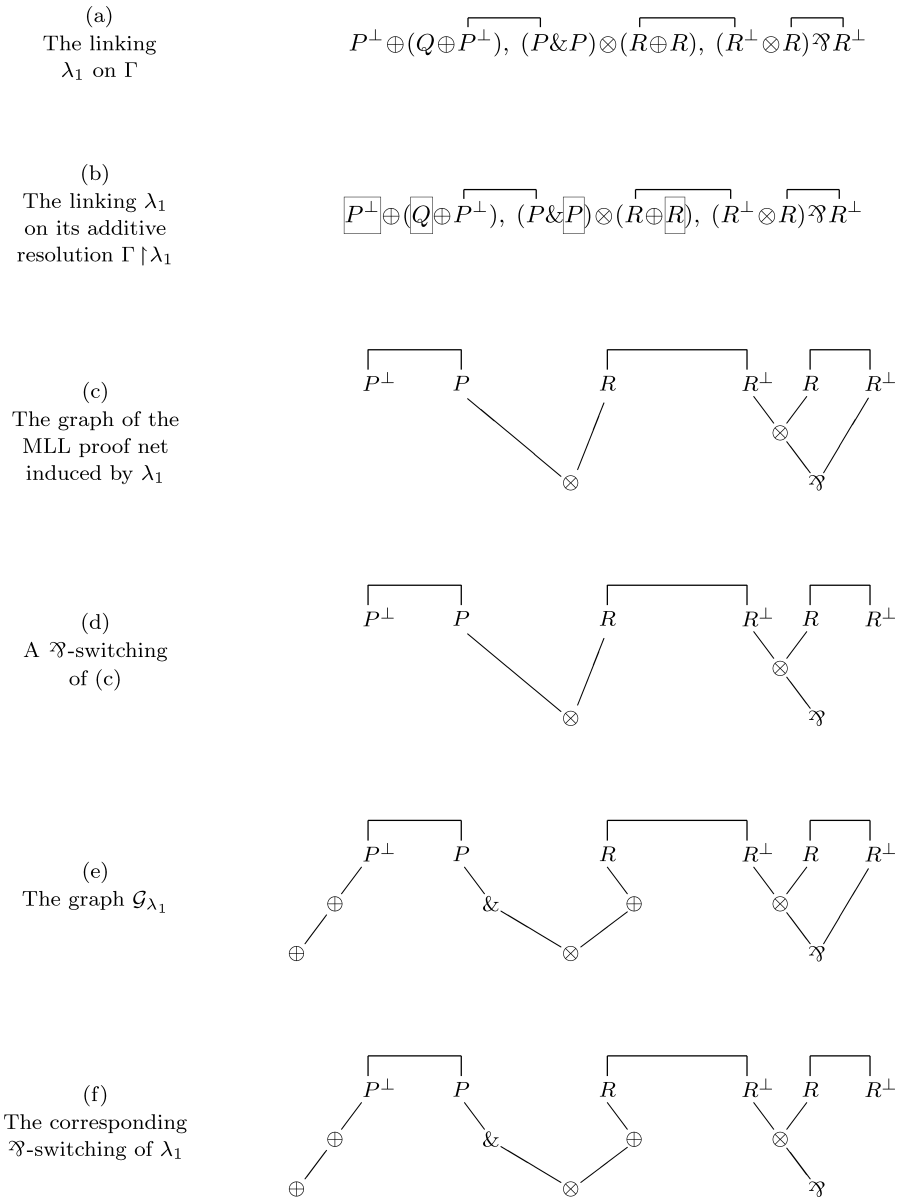 (a)
The linking
λ₁ on Γ
P⊥⊕(Q⊕P⊥), (P&P)⊗(R⊕R), (R⊥⊗R)⅋R⊥
(b)
The linking λ₁
on its additive
resolution Γ↾λ₁
P⊥⊕(Q⊕P⊥), (P&P)⊗(R⊕R), (R⊥⊗R)⅋R⊥
(c)
The graph of the
MLL proof net
induced by λ₁
P⊥ P R R⊥ R R⊥
⊗
⊗ ⅋
(d)
A ⅋-switching
of (c)
P⊥ P R R⊥ R R⊥
⊗
⊗ ⅋
(e)
The graph 𝒢λ₁
P⊥ P R R⊥ R R⊥
⊕ & ⊕ ⊗
⊕ ⊗ ⅋
(f)
The corresponding
⅋-switching of λ₁
P⊥ P R R⊥ R R⊥
⊕ & ⊕ ⊗
⊕ ⊗ ⅋